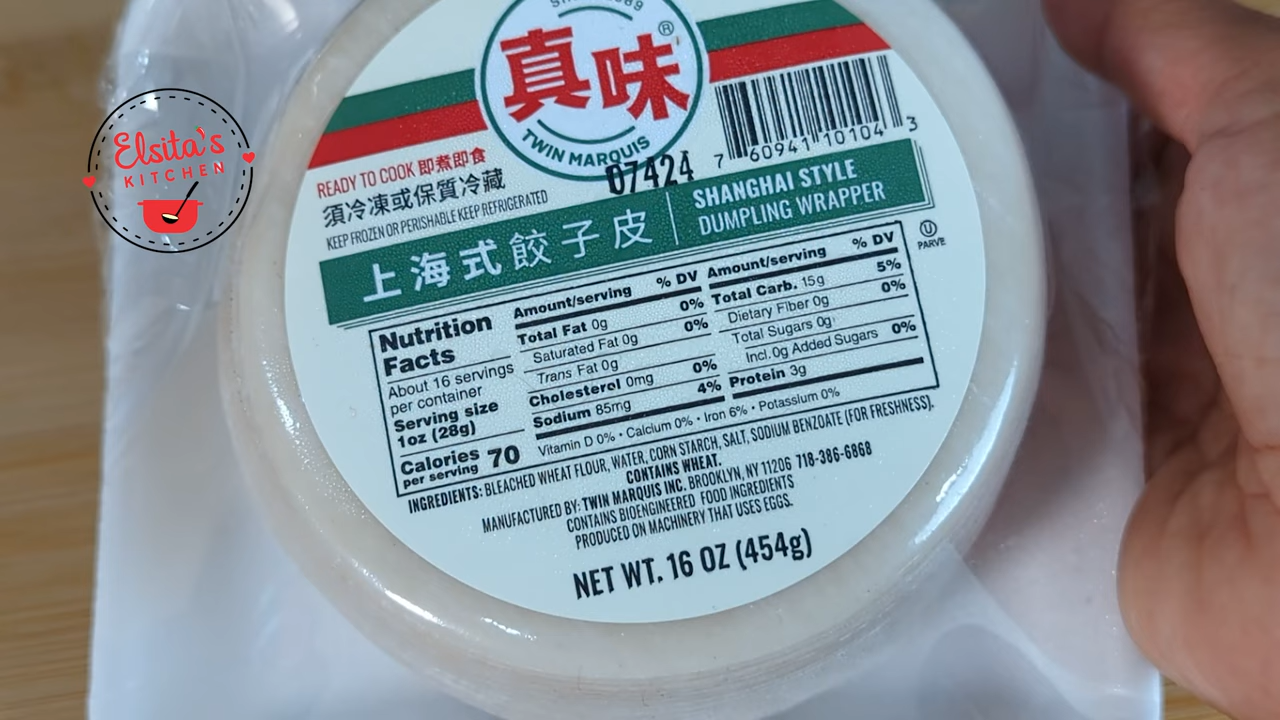 Elsita's
KITCHEN
真味®
TWIN MARQUIS
7 60941 10104 3
READY TO COOK 即煮即食
須冷凍或保質冷藏
KEEP FROZEN OR PERISHABLE KEEP REFRIGERATED
07424
上海式餃子皮
SHANGHAI STYLE
DUMPLING WRAPPER
U
PARVE
Nutrition
Facts
About 16 servings
per container
Serving size
1oz (28g)
Calories 70
per serving
Amount/serving % DV
Total Fat 0g 0%
Saturated Fat 0g 0%
Trans Fat 0g
Cholesterol 0mg 0%
Sodium 85mg 4%
Amount/serving % DV
Total Carb. 15g 5%
Dietary Fiber 0g 0%
Total Sugars 0g
Incl. 0g Added Sugars 0%
Protein 3g
Vitamin D 0% • Calcium 0% • Iron 6% • Potassium 0%
INGREDIENTS: BLEACHED WHEAT FLOUR, WATER, CORN STARCH, SALT, SODIUM BENZOATE (FOR FRESHNESS).
CONTAINS WHEAT.
MANUFACTURED BY: TWIN MARQUIS INC. BROOKLYN, NY 11206 718-386-6868
CONTAINS BIOENGINEERED FOOD INGREDIENTS
PRODUCED ON MACHINERY THAT USES EGGS.
NET WT. 16 OZ (454g)